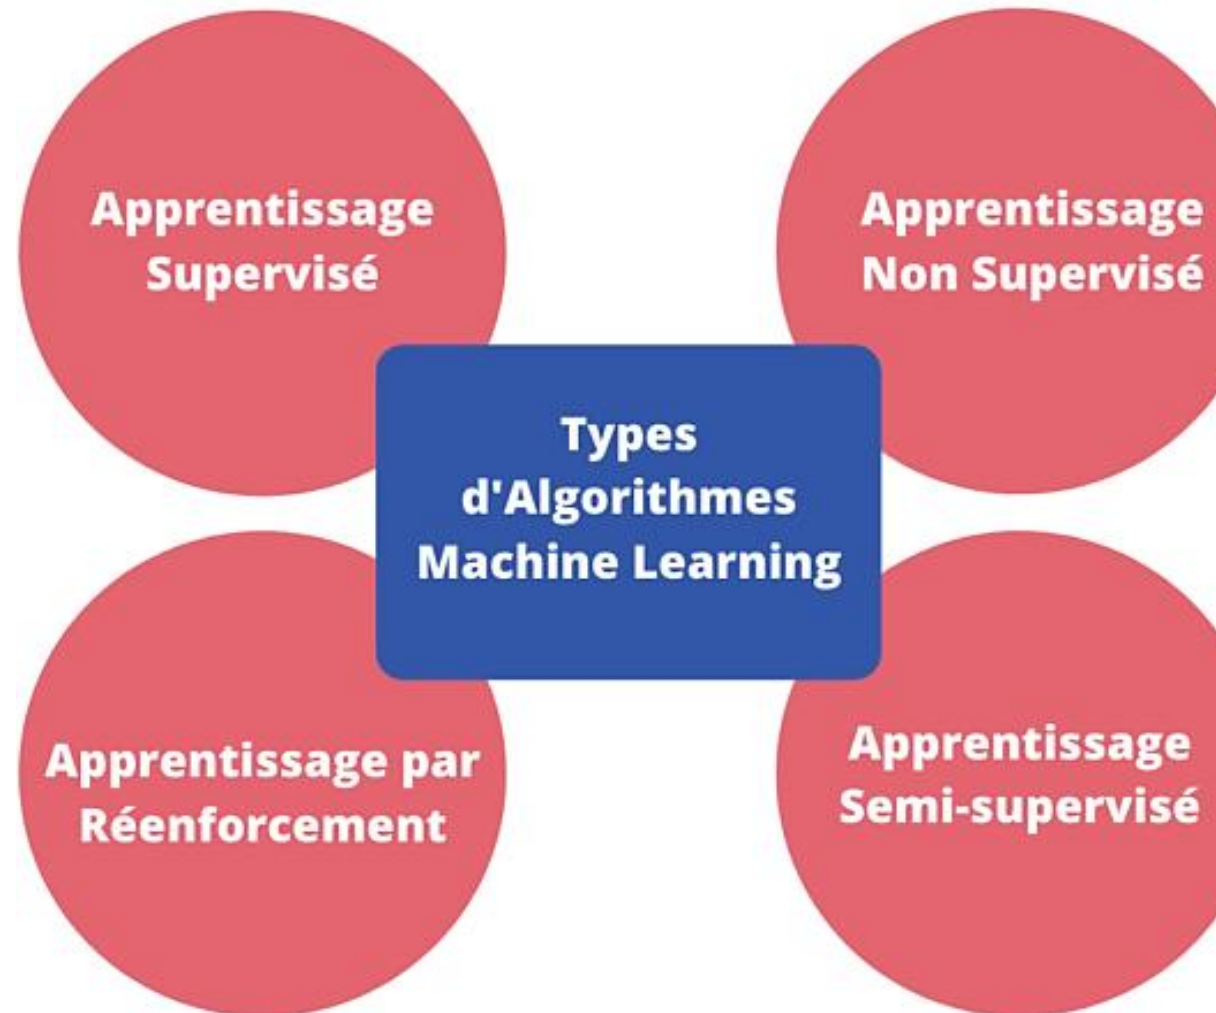 Apprentissage
Supervisé
Apprentissage
Non Supervisé
Types
d'Algorithmes
Machine Learning
Apprentissage par
Réenforcement
Apprentissage
Semi-supervisé